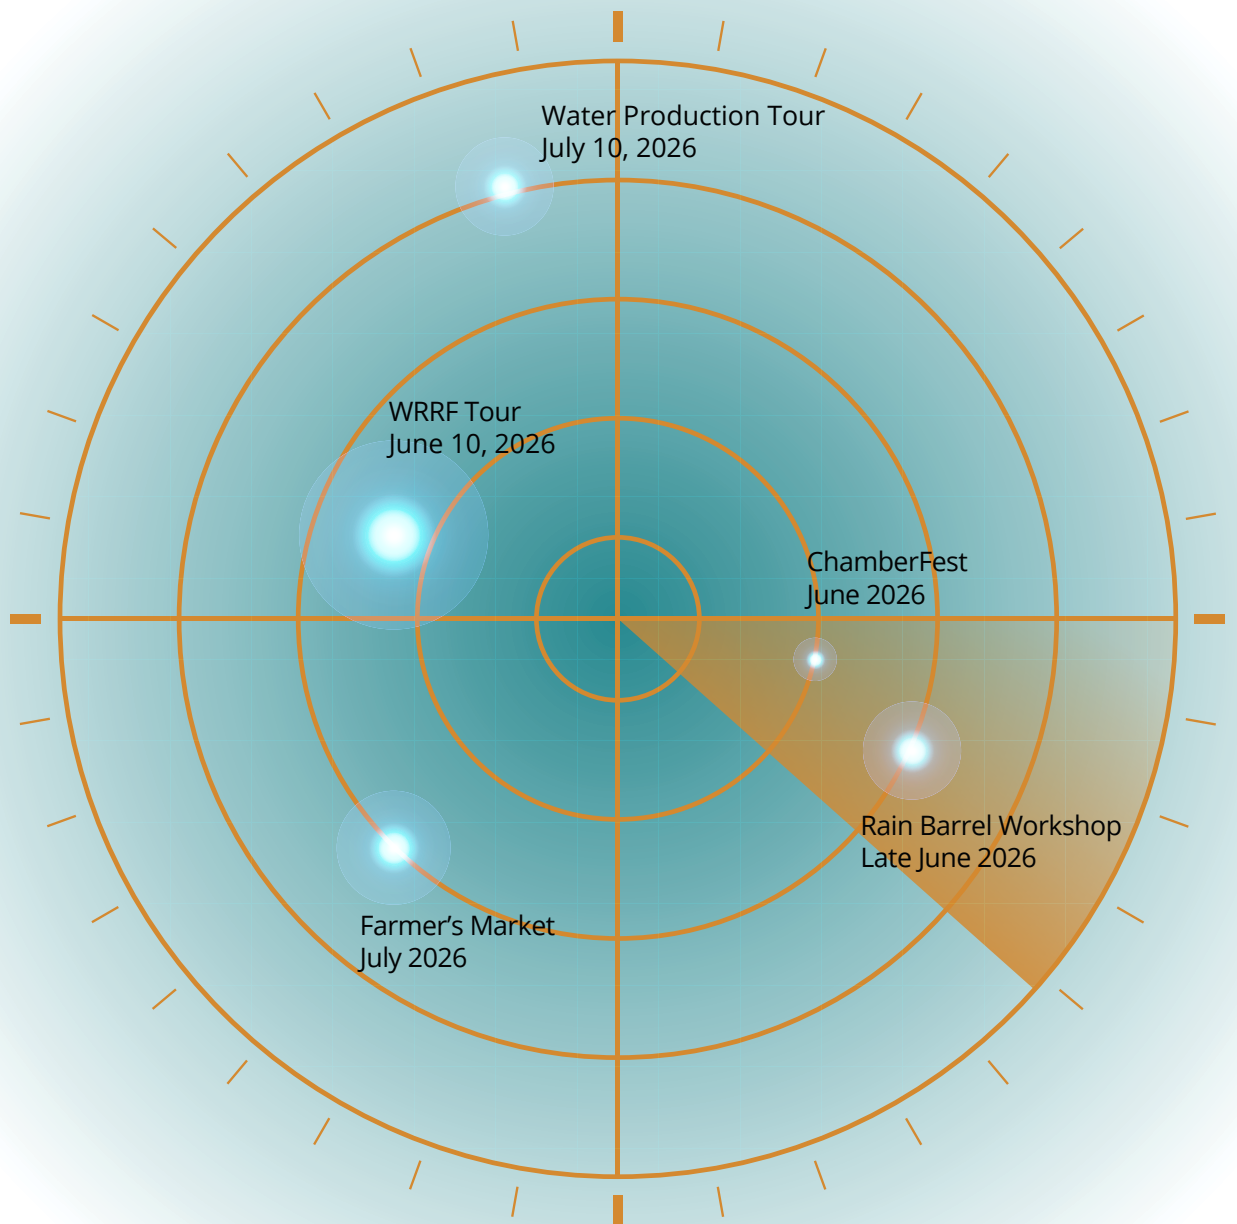 Water Production Tour
July 10, 2026
WRRF Tour
June 10, 2026
ChamberFest
June 2026
Rain Barrel Workshop
Late June 2026
Farmer’s Market
July 2026